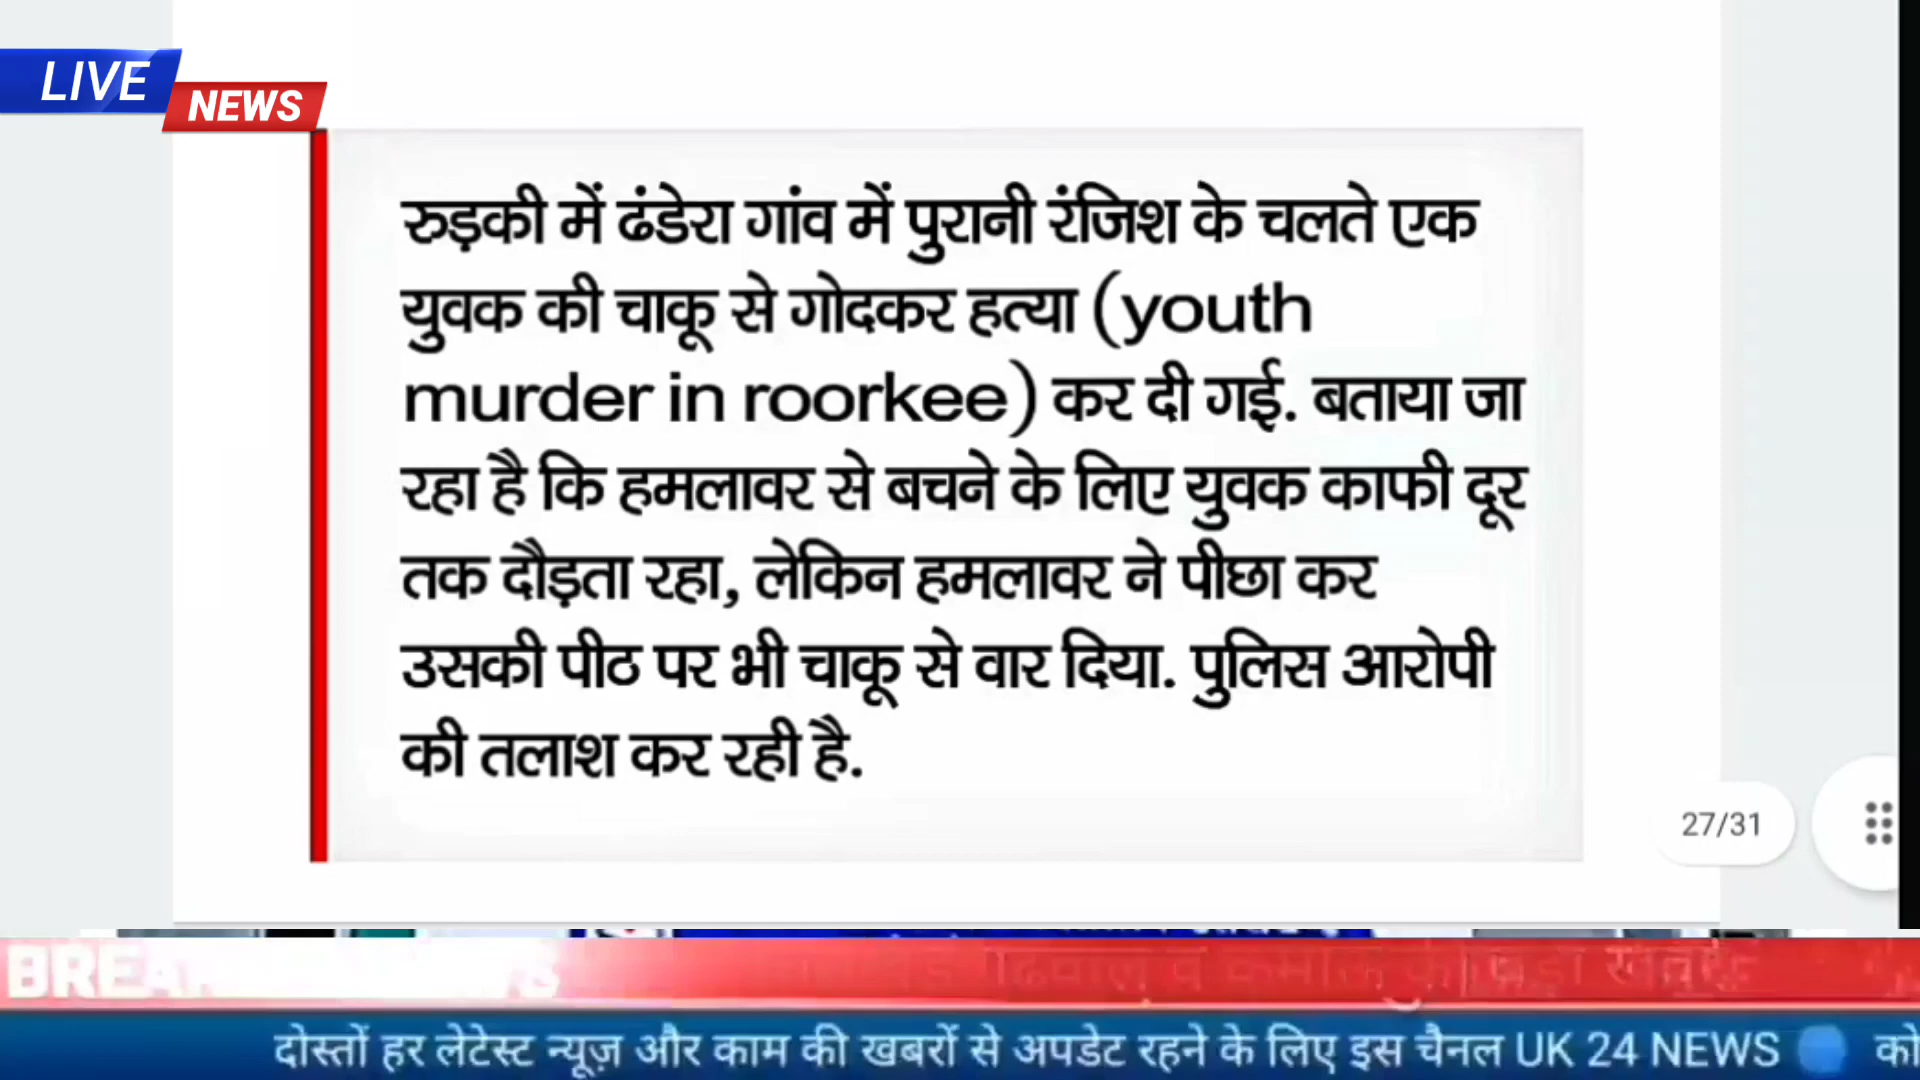 LIVE
NEWS
रुड़की में ढंडेरा गांव में पुरानी रंजिश के चलते एक
युवक की चाकू से गोदकर हत्या (youth
murder in roorkee) कर दी गई. बताया जा
रहा है कि हमलावर से बचने के लिए युवक काफी दूर
तक दौड़ता रहा, लेकिन हमलावर ने पीछा कर
उसकी पीठ पर भी चाकू से वार दिया. पुलिस आरोपी
की तलाश कर रही है.
27/31
दोस्तों हर लेटेस्ट न्यूज़ और काम की खबरों से अपडेट रहने के लिए इस चैनल UK 24 NEWS को